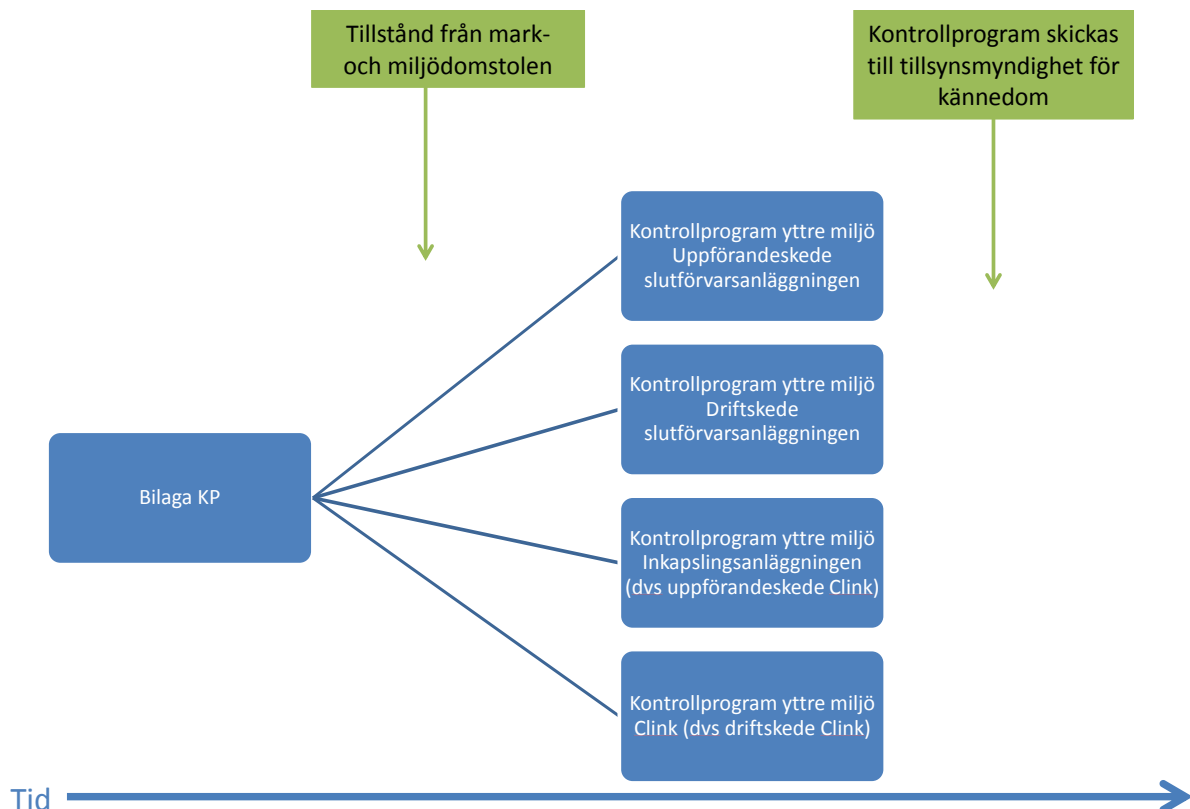 Tillstånd från mark-
och miljödomstolen
Kontrollprogram skickas
till tillsynsmyndighet för
kännedom
Kontrollprogram yttre miljö
Uppförandeskede
slutförvarsanläggningen
Kontrollprogram yttre miljö
Driftskede
slutförvarsanläggningen
Bilaga KP
Kontrollprogram yttre miljö
Inkapslingsanläggningen
(dvs uppförandeskede Clink)
Kontrollprogram yttre miljö
Clink (dvs driftskede Clink)
Tid